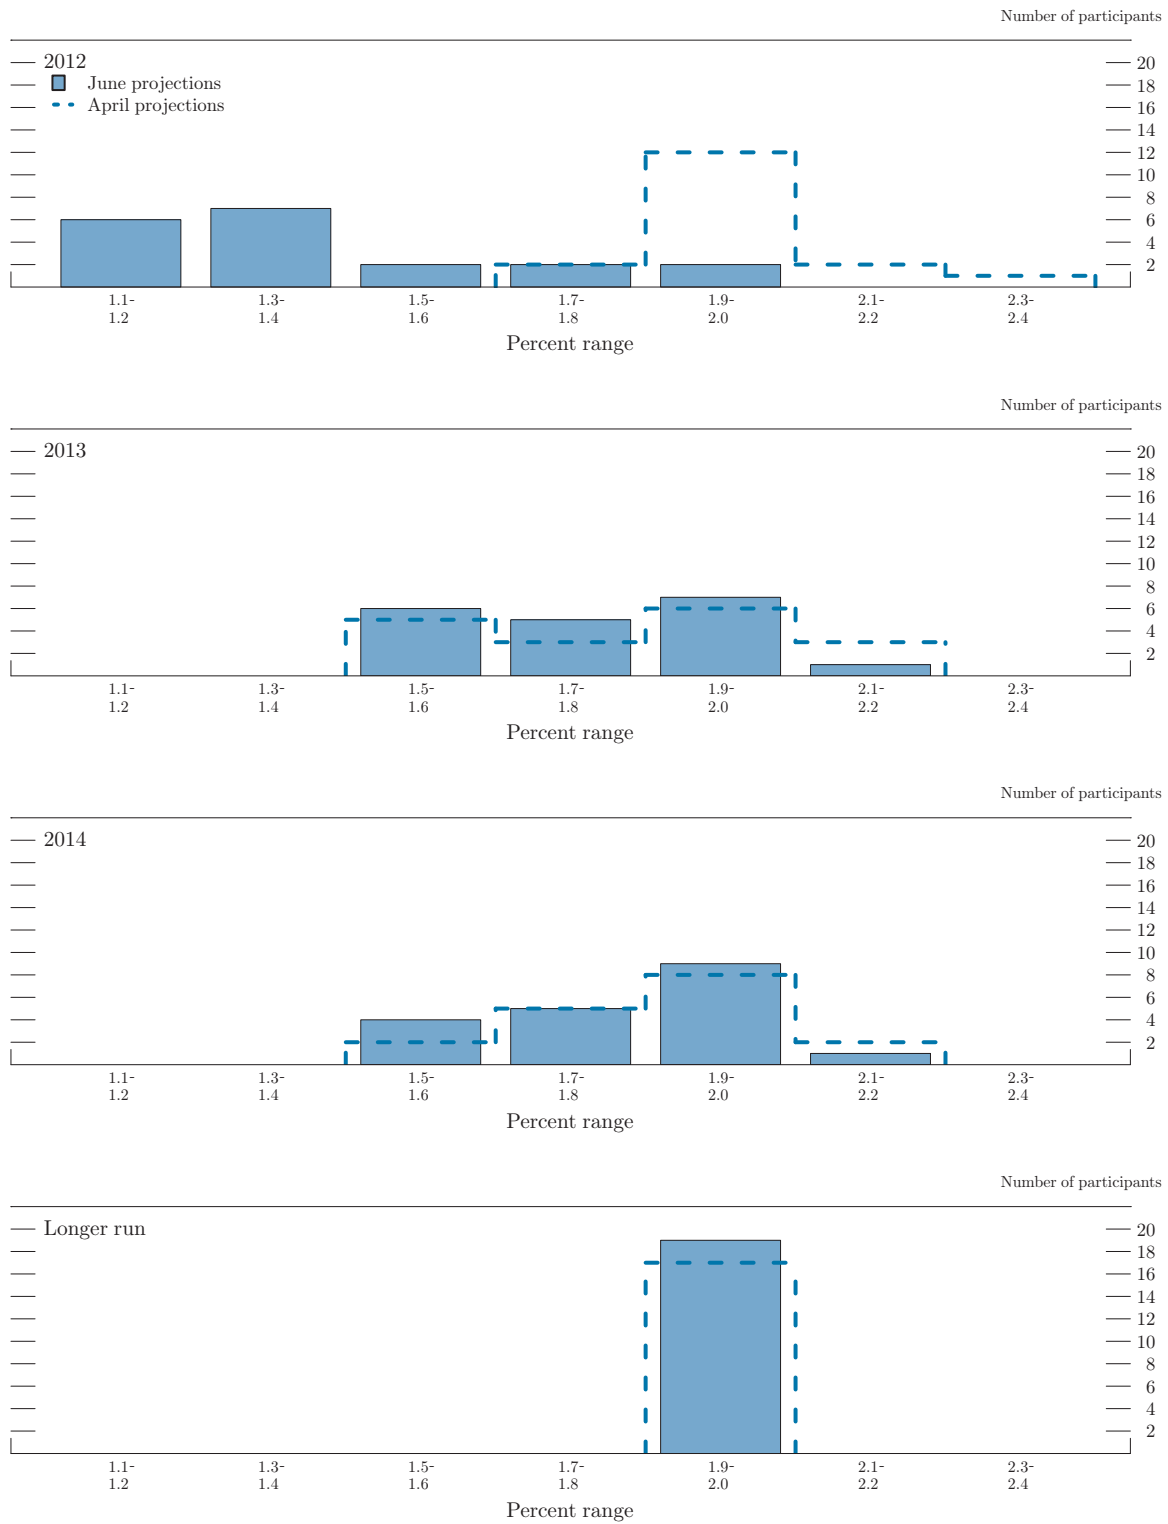 Number of participants
2012
June projections
April projections
20
18
16
14
12
10
8
6
4
2
1.1- 1.3- 1.5- 1.7- 1.9- 2.1- 2.3-
1.2 1.4 1.6 1.8 2.0 2.2 2.4
Percent range
Number of participants
2013
20
18
16
14
12
10
8
6
4
2
1.1- 1.3- 1.5- 1.7- 1.9- 2.1- 2.3-
1.2 1.4 1.6 1.8 2.0 2.2 2.4
Percent range
Number of participants
2014
20
18
16
14
12
10
8
6
4
2
1.1- 1.3- 1.5- 1.7- 1.9- 2.1- 2.3-
1.2 1.4 1.6 1.8 2.0 2.2 2.4
Percent range
Number of participants
Longer run
20
18
16
14
12
10
8
6
4
2
1.1- 1.3- 1.5- 1.7- 1.9- 2.1- 2.3-
1.2 1.4 1.6 1.8 2.0 2.2 2.4
Percent range